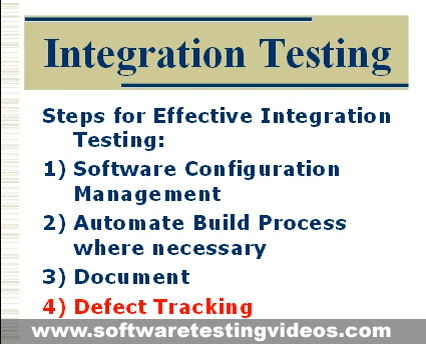 Integration Testing
Steps for Effective Integration
Testing:
1) Software Configuration
Management
2) Automate Build Process
where necessary
3) Document
4) Defect Tracking
www.softwaretestingvideos.com